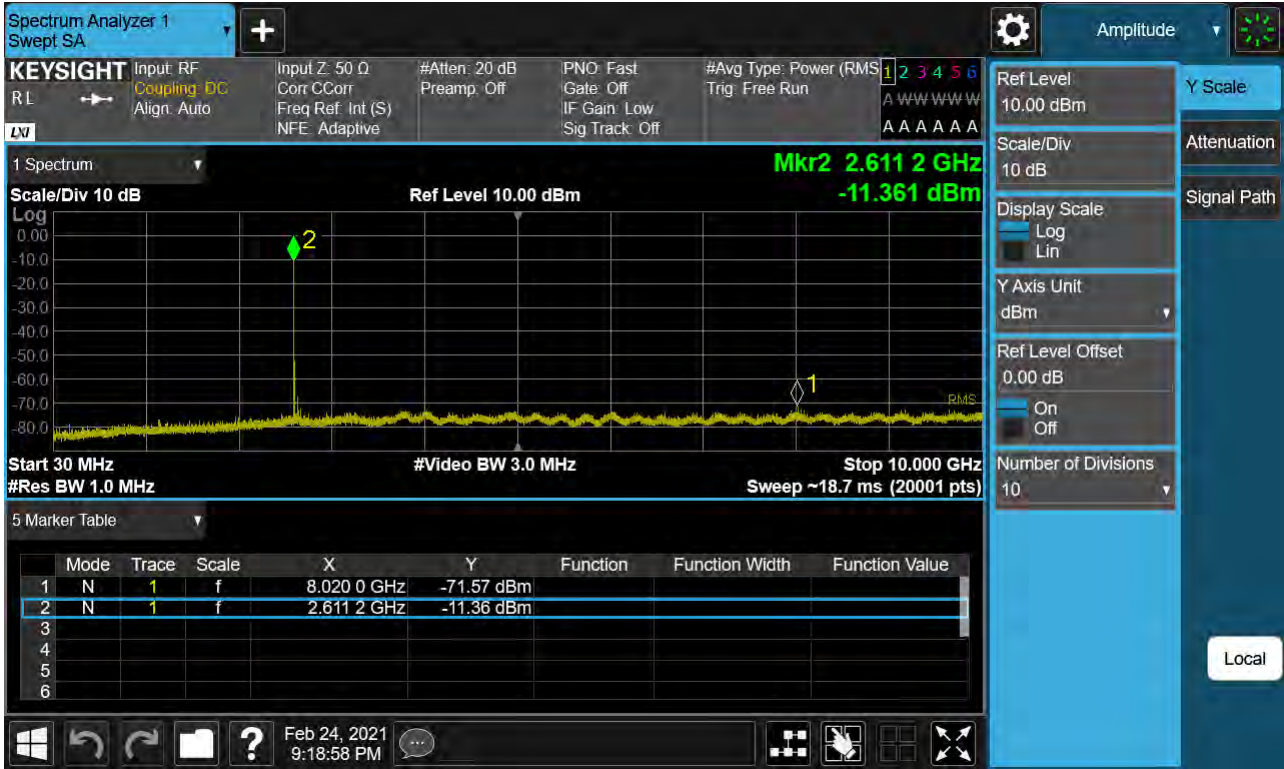 Spectrum Analyzer 1
Swept SA
+
Amplitude
KEYSIGHT
RL
LXI
Input: RF
Coupling: DC
Align: Auto
Input Z: 50 Ω
Corr CCorr
Freq Ref: Int (S)
NFE: Adaptive
#Atten: 20 dB
Preamp: Off
PNO: Fast
Gate: Off
IF Gain: Low
Sig Track: Off
#Avg Type: Power (RMS
Trig: Free Run
1 2 3 4 5 6
A W W W W W
A A A A A A
1 Spectrum
Mkr2 2.611 2 GHz
-11.361 dBm
Scale/Div 10 dB
Ref Level 10.00 dBm
Log
0.00
-10.0
-20.0
-30.0
-40.0
-50.0
-60.0
-70.0
-80.0
2
1
RMS
Start 30 MHz
#Video BW 3.0 MHz
Stop 10.000 GHz
#Res BW 1.0 MHz
Sweep ~18.7 ms (20001 pts)
5 Marker Table
Mode Trace Scale X Y Function Function Width Function Value
1 N 1 f 8.020 0 GHz -71.57 dBm
2 N 1 f 2.611 2 GHz -11.36 dBm
3
4
5
6
Ref Level
10.00 dBm
Scale/Div
10 dB
Display Scale
Log
Lin
Y Axis Unit
dBm
Ref Level Offset
0.00 dB
On
Off
Number of Divisions
10
Y Scale
Attenuation
Signal Path
Local
?
Feb 24, 2021
9:18:58 PM